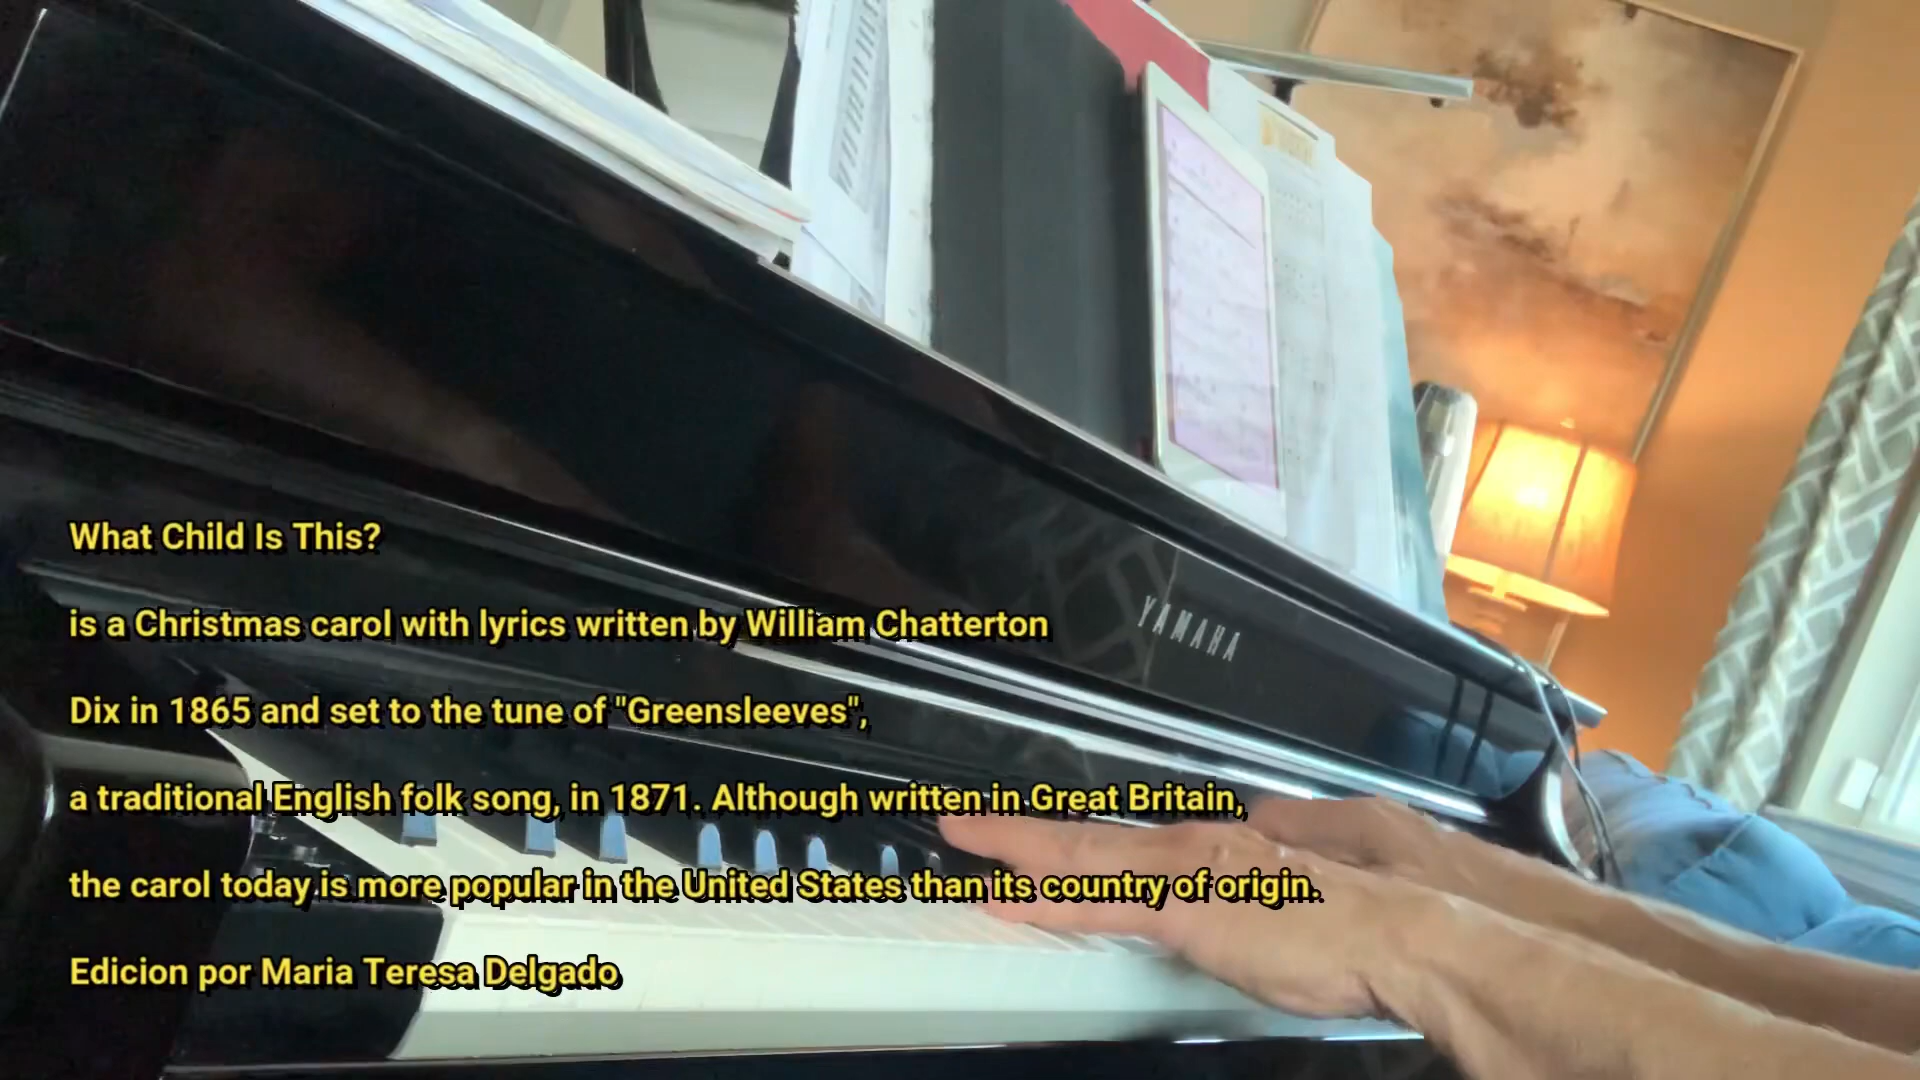 YAMAHA
What Child Is This?
is a Christmas carol with lyrics written by William Chatterton
Dix in 1865 and set to the tune of "Greensleeves",
a traditional English folk song, in 1871. Although written in Great Britain,
the carol today is more popular in the United States than its country of origin.
Edicion por Maria Teresa Delgado